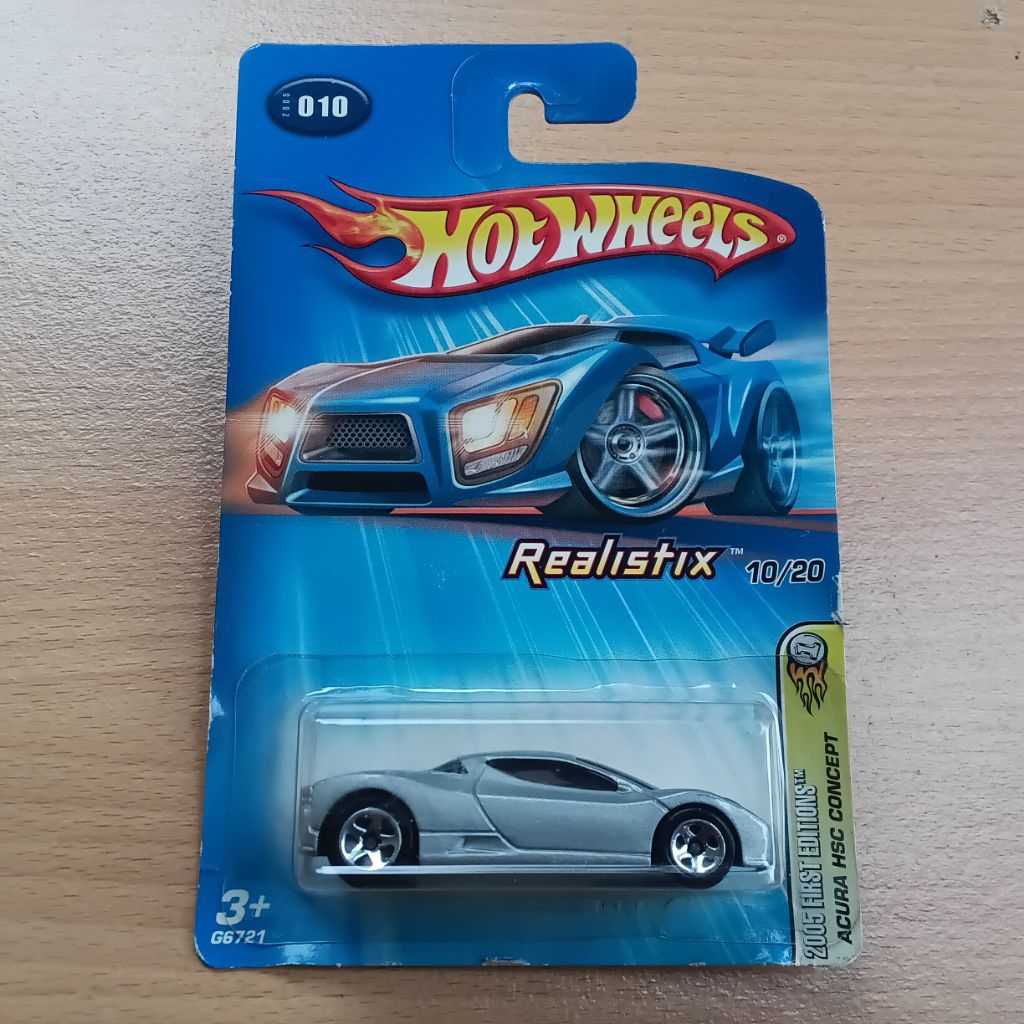 2005 010
HOT WHEELS®
Realistix™ 10/20
2005 FIRST EDITIONS™
ACURA HSC CONCEPT
3+
G6721